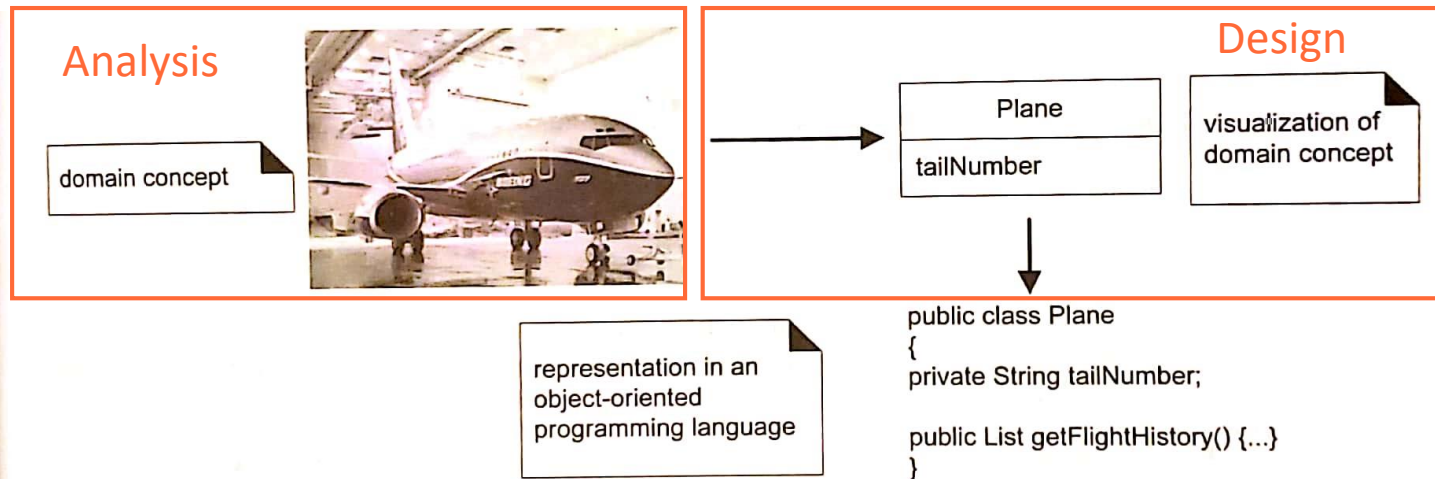 Analysis
domain concept
Design
Plane
tailNumber
visualization of
domain concept
representation in an
object-oriented
programming language
public class Plane
{
private String tailNumber;
public List getFlightHistory() {...}
}